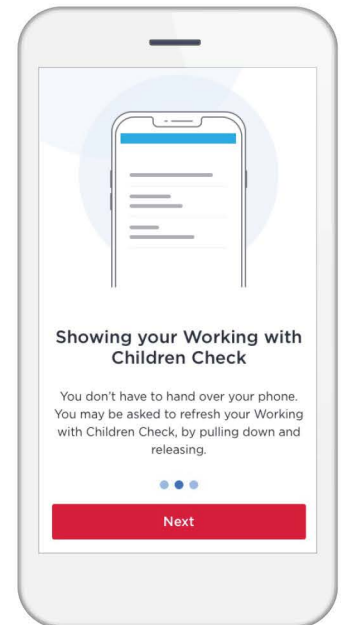 Showing your Working with
Children Check
You don't have to hand over your phone.
You may be asked to refresh your Working
with Children Check, by pulling down and
releasing.
Next